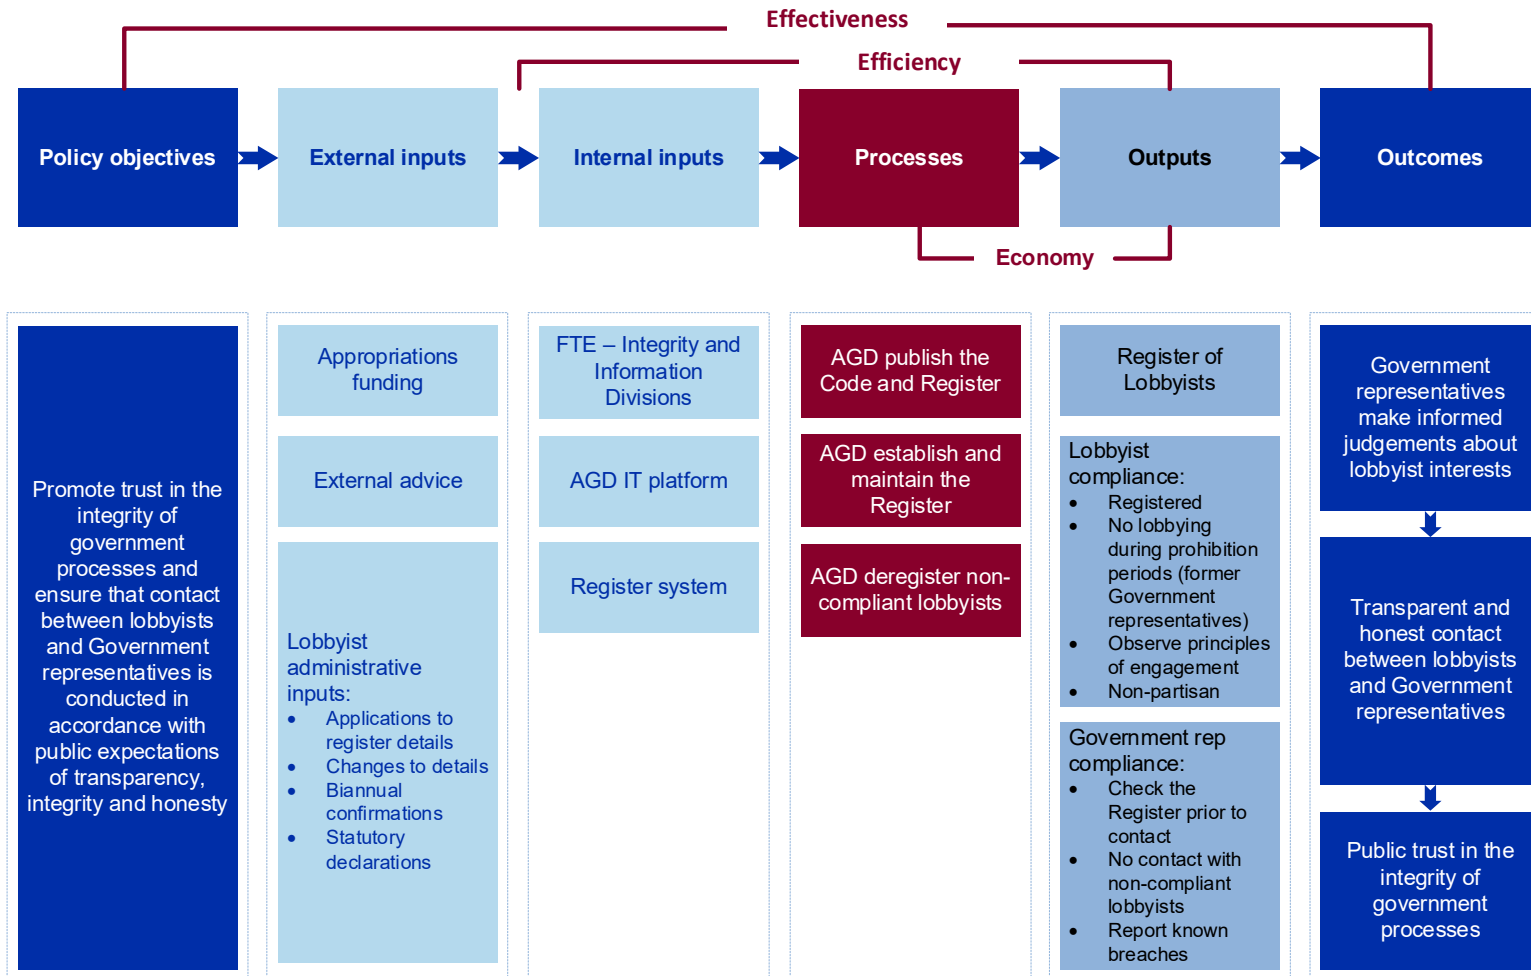 Effectiveness
Efficiency
Policy objectives
External inputs
Internal inputs
Processes
Outputs
Outcomes
Economy
Promote trust in the
integrity of
government
processes and
ensure that contact
between lobbyists
and Government
representatives is
conducted in
accordance with
public expectations
of transparency,
integrity and honesty
Appropriations
funding
External advice
Lobbyist
administrative
inputs:
• Applications to
register details
• Changes to details
• Biannual
confirmations
• Statutory
declarations
FTE – Integrity and
Information
Divisions
AGD IT platform
Register system
AGD publish the
Code and Register
AGD establish and
maintain the
Register
AGD deregister non-
compliant lobbyists
Register of
Lobbyists
Lobbyist
compliance:
• Registered
• No lobbying
during prohibition
periods (former
Government
representatives)
• Observe principles
of engagement
• Non-partisan
Government rep
compliance:
• Check the
Register prior to
contact
• No contact with
non-compliant
lobbyists
• Report known
breaches
Government
representatives
make informed
judgements about
lobbyist interests
Transparent and
honest contact
between lobbyists
and Government
representatives
Public trust in the
integrity of
government
processes